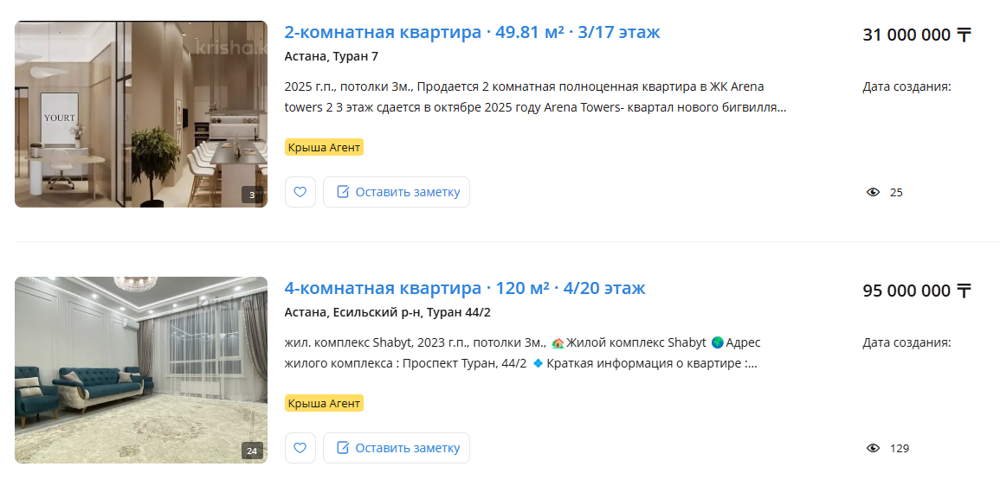 2-комнатная квартира · 49.81 м² · 3/17 этаж
31 000 000 ₸
Астана, Туран 7
2025 г.п., потолки 3м., Продается 2 комнатная полноценная квартира в ЖК Arena
Дата создания:
towers 2 3 этаж сдается в октябре 2025 году Arena Towers- квартал нового бигвилля...
Крыша Агент
Оставить заметку
25
krisha.k
YOURT
3
4-комнатная квартира · 120 м² · 4/20 этаж
95 000 000 ₸
Астана, Есильский р-н, Туран 44/2
жил. комплекс Shabyt, 2023 г.п., потолки 3м., 🏠Жилой комплекс Shabyt 🌍Адрес
Дата создания:
жилого комплекса : Проспект Туран, 44/2 💠 Краткая информация о квартире :...
Крыша Агент
Оставить заметку
129
krisha.k
24